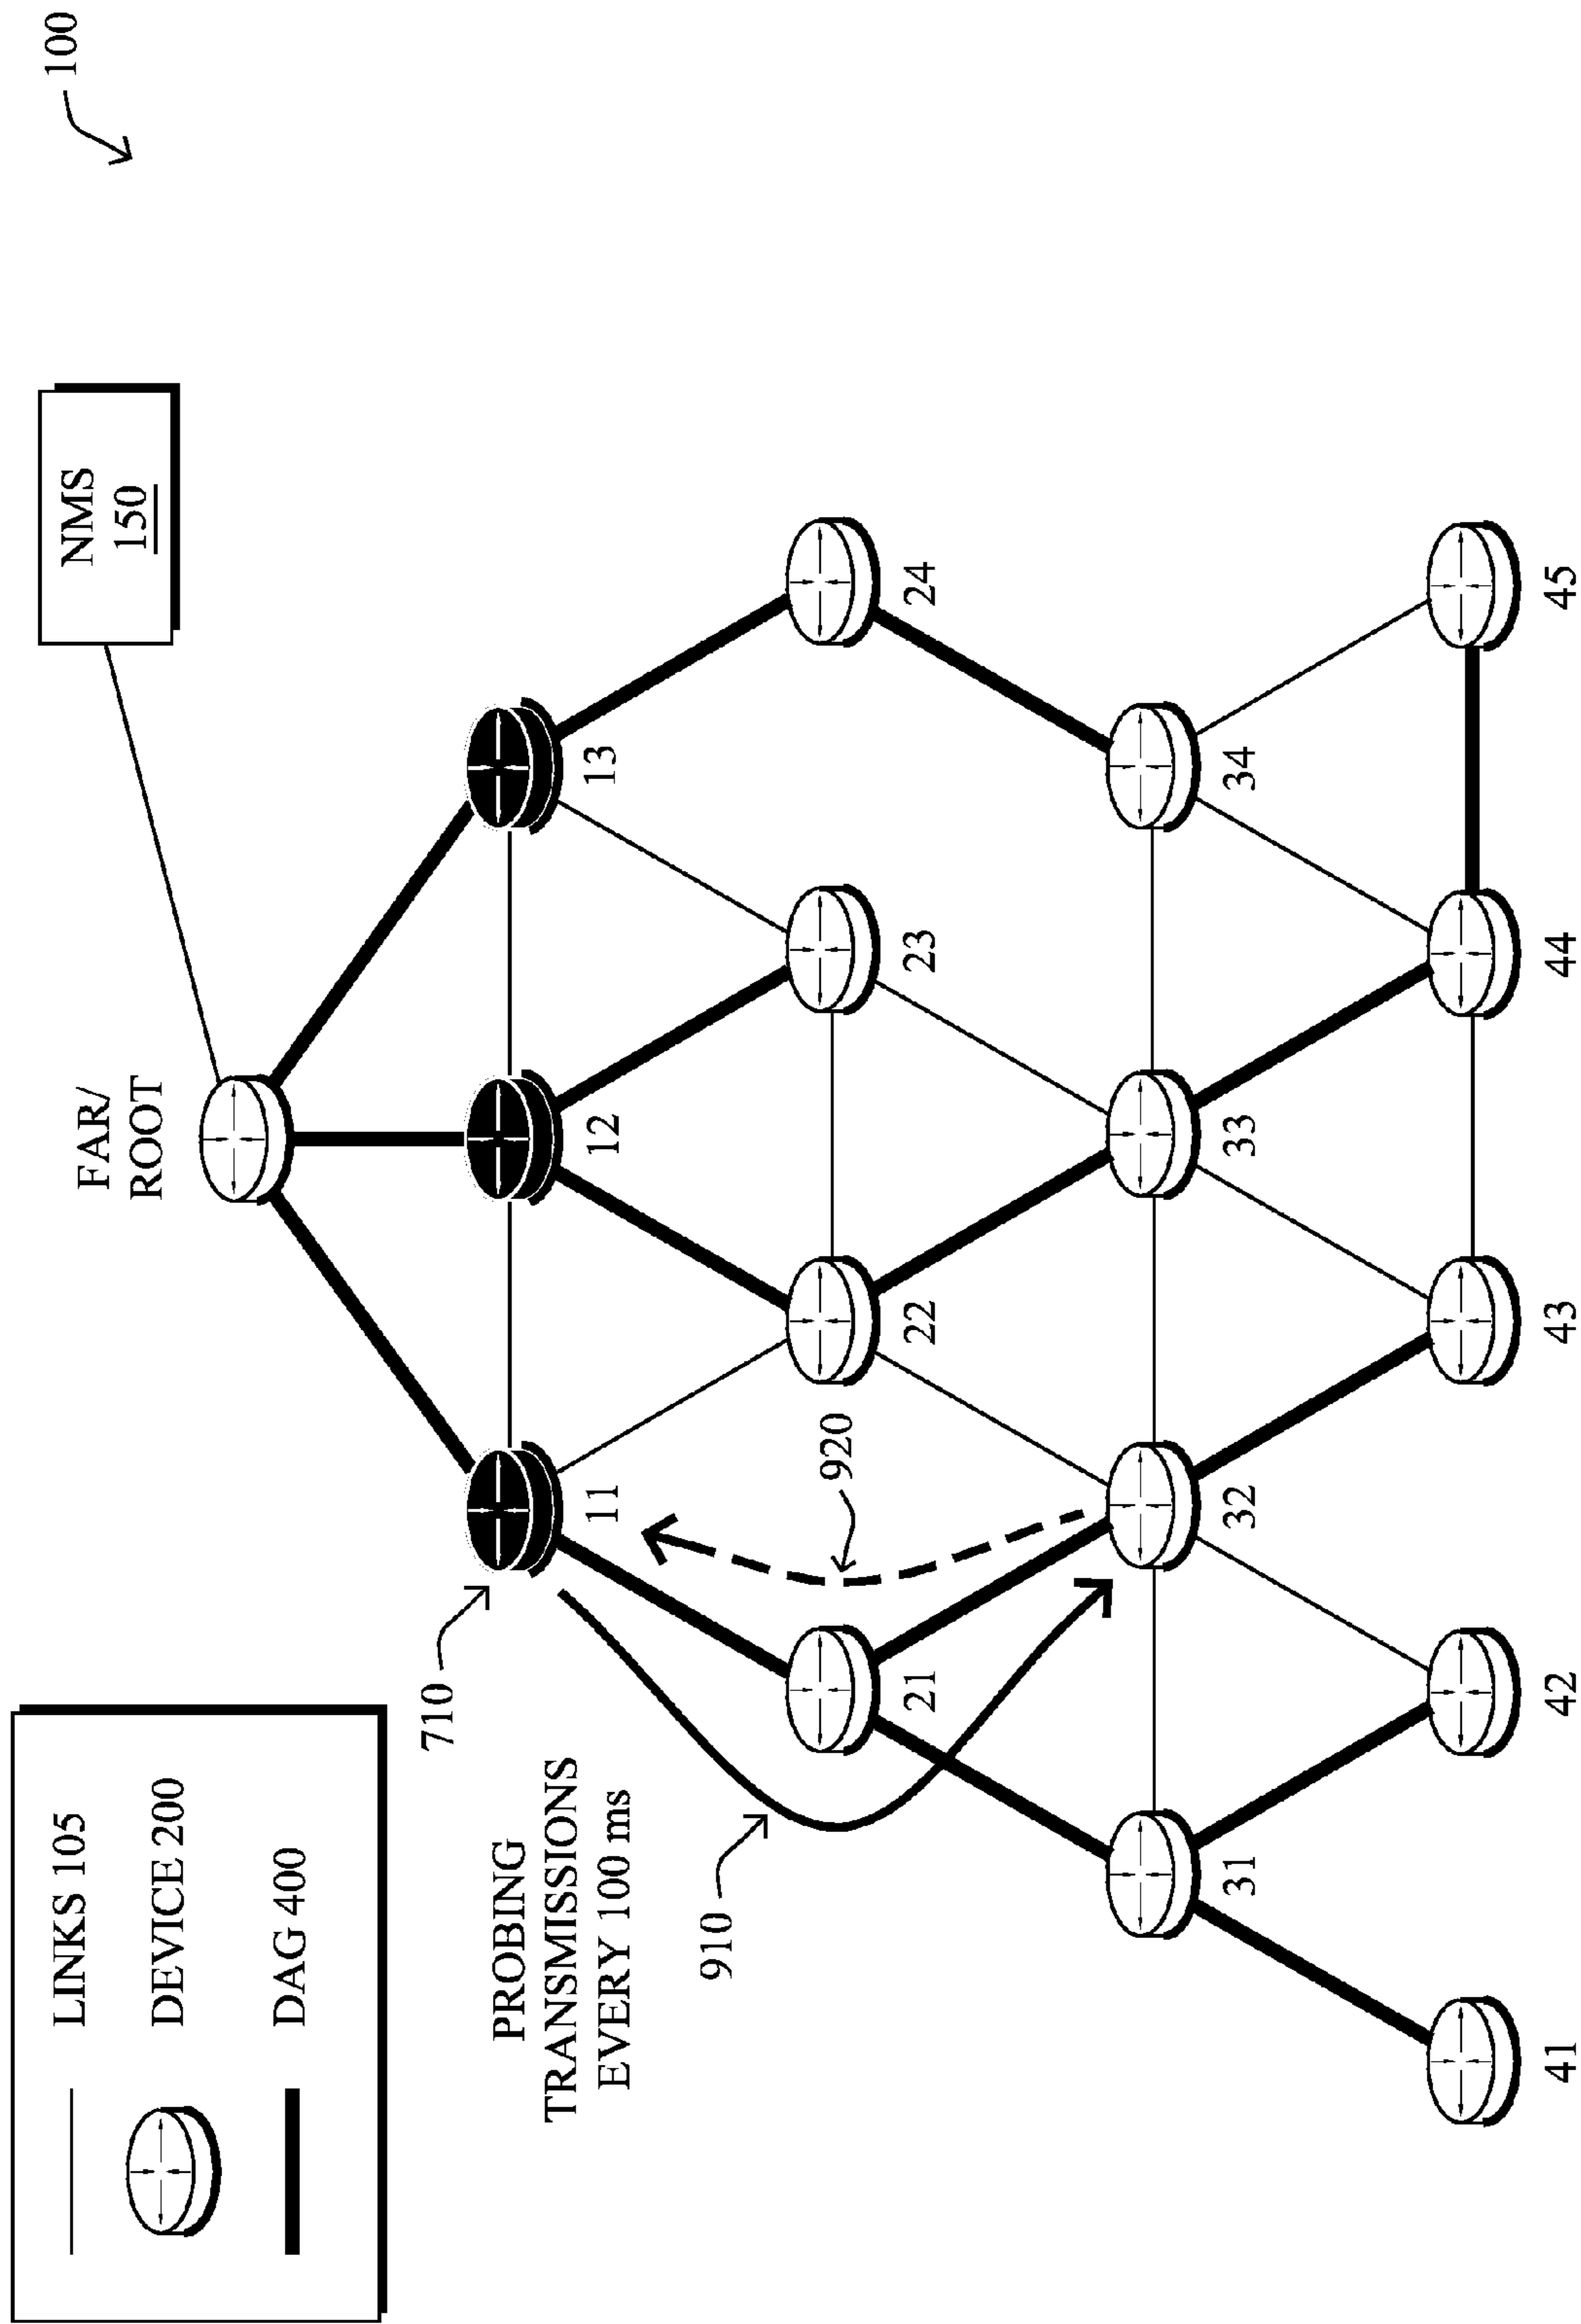 100
LINKS 105
DEVICE 200
DAG 400
FAR/
ROOT
NMS
150
710
11
12
13
PROBING
TRANSMISSIONS
EVERY 100 ms
910
920
21
22
23
24
31
32
33
34
41
42
43
44
45